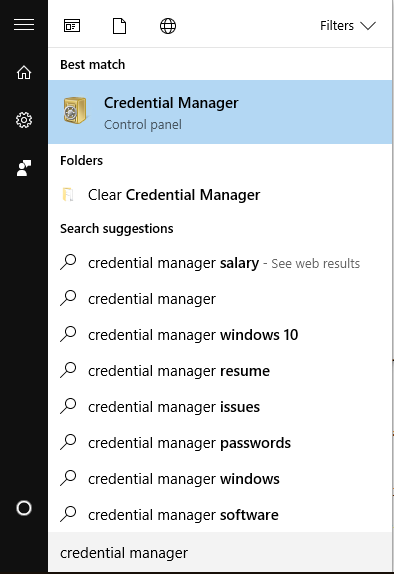 Filters
Best match
Credential Manager
Control panel
Folders
Clear Credential Manager
Search suggestions
credential manager salary - See web results
credential manager
credential manager windows 10
credential manager resume
credential manager issues
credential manager passwords
credential manager windows
credential manager software
credential manager